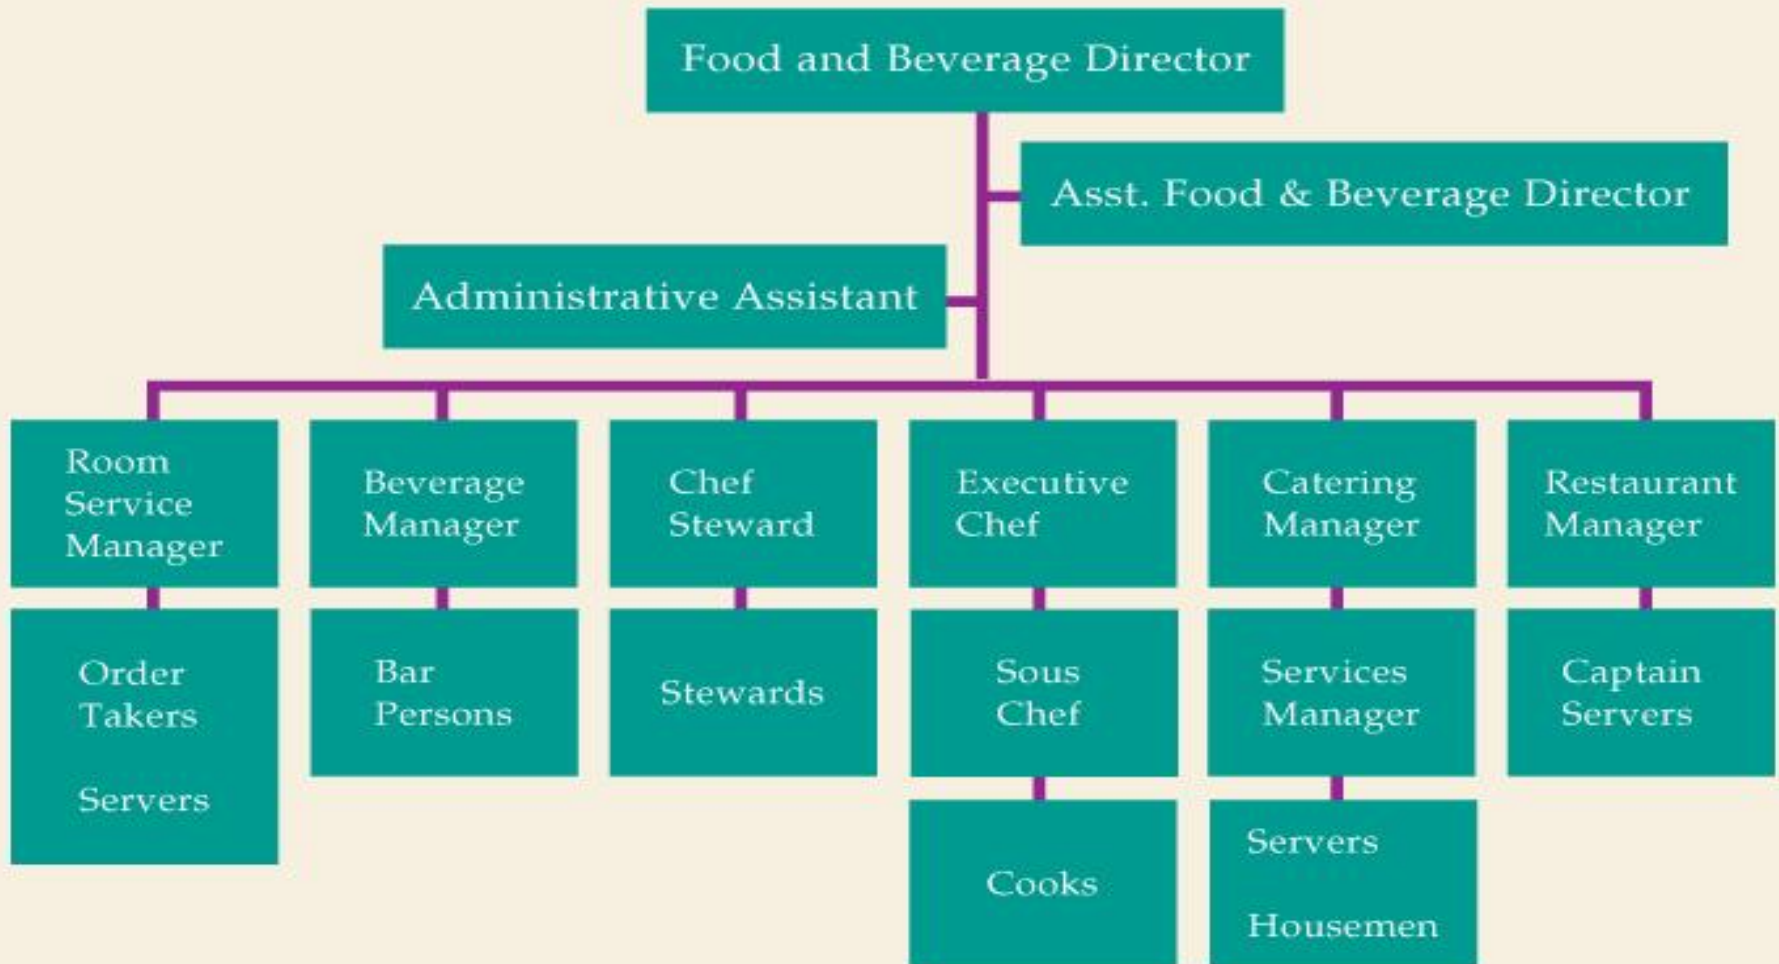 Food and Beverage Director
Asst. Food & Beverage Director
Administrative Assistant
Room
Service
Manager
Beverage
Manager
Chef
Steward
Executive
Chef
Catering
Manager
Restaurant
Manager
Order
Takers
Servers
Bar
Persons
Stewards
Sous
Chef
Services
Manager
Captain
Servers
Cooks
Servers
Housemen